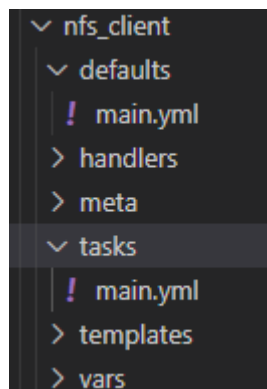 nfs_client
defaults
! main.yml
handlers
meta
tasks
! main.yml
templates
vars